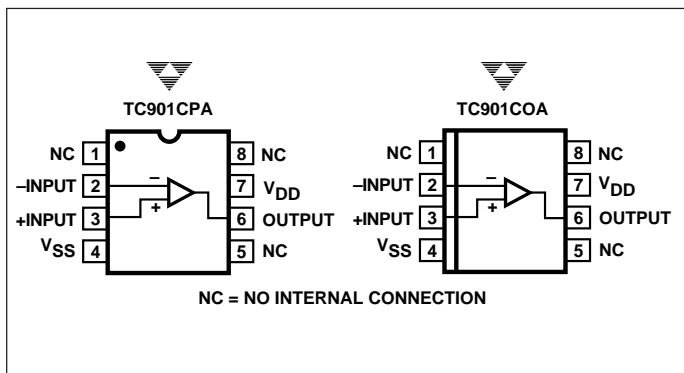 TC901CPA
NC 1 8 NC
–INPUT 2 – 7 VDD
+INPUT 3 + 6 OUTPUT
VSS 4 5 NC
TC901COA
NC 1 8 NC
–INPUT 2 – 7 VDD
+INPUT 3 + 6 OUTPUT
VSS 4 5 NC
NC = NO INTERNAL CONNECTION